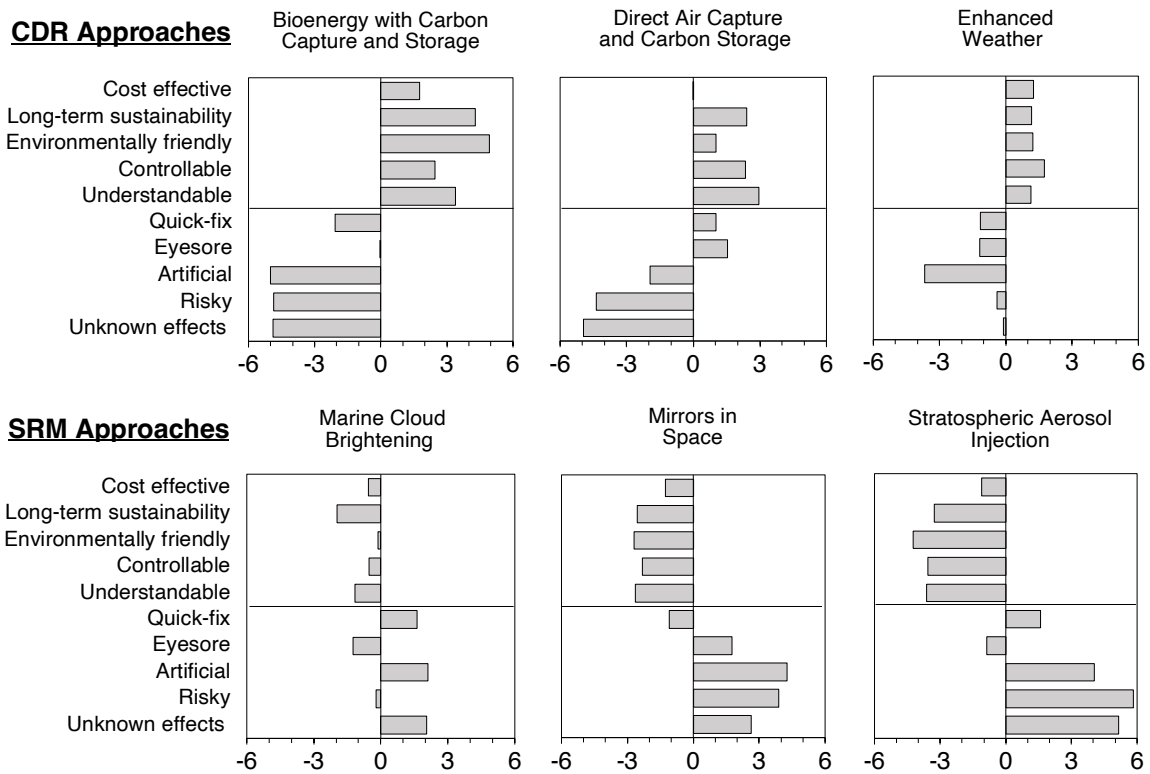 CDR Approaches
Bioenergy with Carbon
Capture and Storage
Direct Air Capture
and Carbon Storage
Enhanced
Weather
Cost effective
Long-term sustainability
Environmentally friendly
Controllable
Understandable
Quick-fix
Eyesore
Artificial
Risky
Unknown effects
-6 -3 0 3 6
-6 -3 0 3 6
-6 -3 0 3 6
SRM Approaches
Marine Cloud
Brightening
Mirrors in
Space
Stratospheric Aerosol
Injection
Cost effective
Long-term sustainability
Environmentally friendly
Controllable
Understandable
Quick-fix
Eyesore
Artificial
Risky
Unknown effects
-6 -3 0 3 6
-6 -3 0 3 6
-6 -3 0 3 6